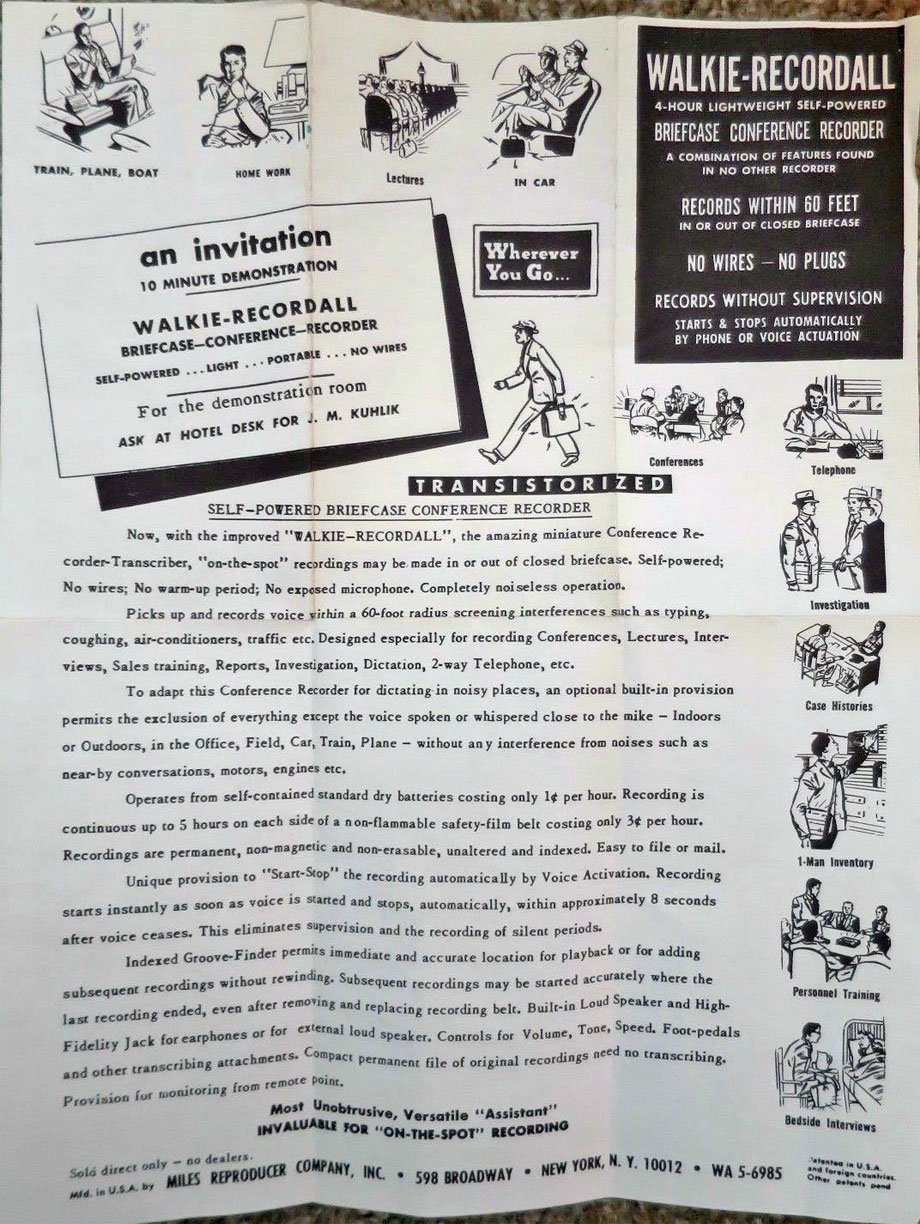 TRAIN, PLANE, BOAT
HOME WORK
Lectures
IN CAR
WALKIE-RECORDALL
4-HOUR LIGHTWEIGHT SELF-POWERED
BRIEFCASE CONFERENCE RECORDER
A COMBINATION OF FEATURES FOUND
IN NO OTHER RECORDER
RECORDS WITHIN 60 FEET
IN OR OUT OF CLOSED BRIEFCASE
NO WIRES — NO PLUGS
RECORDS WITHOUT SUPERVISION
STARTS & STOPS AUTOMATICALLY
BY PHONE OR VOICE ACTUATION
an invitation
10 MINUTE DEMONSTRATION
WALKIE-RECORDALL
BRIEFCASE—CONFERENCE—RECORDER
SELF-POWERED ... LIGHT ... PORTABLE ... NO WIRES
For the demonstration room
ASK AT HOTEL DESK FOR J. M. KUHLIK
Wherever
You Go...
Conferences
Telephone
Investigation
Case Histories
1-Man Inventory
Personnel Training
Bedside Interviews
TRANSISTORIZED
SELF-POWERED BRIEFCASE CONFERENCE RECORDER
Now, with the improved "WALKIE—RECORDALL", the amazing miniature Conference Re-
corder-Transcriber, "on-the-spot" recordings may be made in or out of closed briefcase. Self-powered;
No wires; No warm-up period; No exposed microphone. Completely noiseless operation.
Picks up and records voice within a 60-foot radius screening interferences such as typing,
coughing, air-conditioners, traffic etc. Designed especially for recording Conferences, Lectures, Inter-
views, Sales training, Reports, Investigation, Dictation, 2-way Telephone, etc.
To adapt this Conference Recorder for dictating in noisy places, an optional built-in provision
permits the exclusion of everything except the voice spoken or whispered close to the mike — Indoors
or Outdoors, in the Office, Field, Car, Train, Plane — without any interference from noises such as
near-by conversations, motors, engines etc.
Operates from self-contained standard dry batteries costing only 1¢ per hour. Recording is
continuous up to 5 hours on each side of a non-flammable safety-film belt costing only 3¢ per hour.
Recordings are permanent, non-magnetic and non-erasable, unaltered and indexed. Easy to file or mail.
Unique provision to "Start-Stop" the recording automatically by Voice Activation. Recording
starts instantly as soon as voice is started and stops, automatically, within approximately 8 seconds
after voice ceases. This eliminates supervision and the recording of silent periods.
Indexed Groove-Finder permits immediate and accurate location for playback or for adding
subsequent recordings without rewinding. Subsequent recordings may be started accurately where the
last recording ended, even after removing and replacing recording belt. Built-in Loud Speaker and High-
Fidelity Jack for earphones or for external loud speaker. Controls for Volume, Tone, Speed. Foot-pedals
and other transcribing attachments. Compact permanent file of original recordings need no transcribing.
Provision for monitoring from remote point.
Most Unobtrusive, Versatile "Assistant"
INVALUABLE FOR "ON-THE-SPOT" RECORDING
Sold direct only — no dealers.
Mfd. in U.S.A. by MILES REPRODUCER COMPANY, INC. • 598 BROADWAY • NEW YORK, N. Y. 10012 • WA 5-6985
Patented in U.S.A.
and foreign countries.
Other patents pend